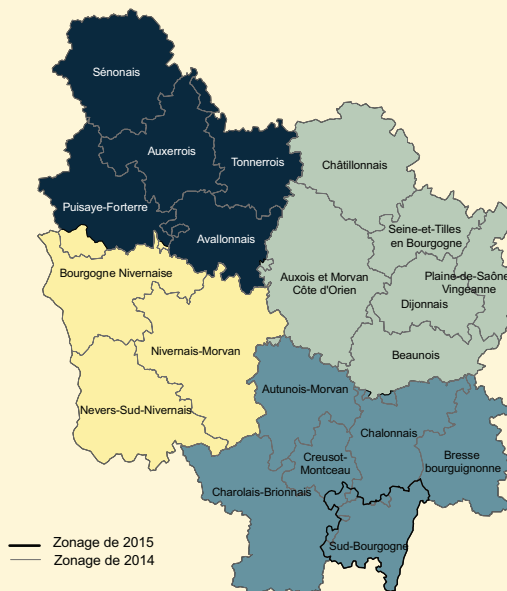 Sénonais
Auxerrois
Tonnerrois
Châtillonnais
Puisaye-Forterre
Avallonnais
Seine-et-Tilles
en Bourgogne
Bourgogne Nivernaise
Auxois et Morvan
Côte d'Orien
Plaine-de-Saône
Vingeanne
Dijonnais
Nivernais-Morvan
Beaunois
Autunois-Morvan
Nevers-Sud-Nivernais
Chalonnais
Creusot-
Montceau
Bresse
bourguignonne
Charolais-Brionnais
Sud-Bourgogne
Zonage de 2015
Zonage de 2014